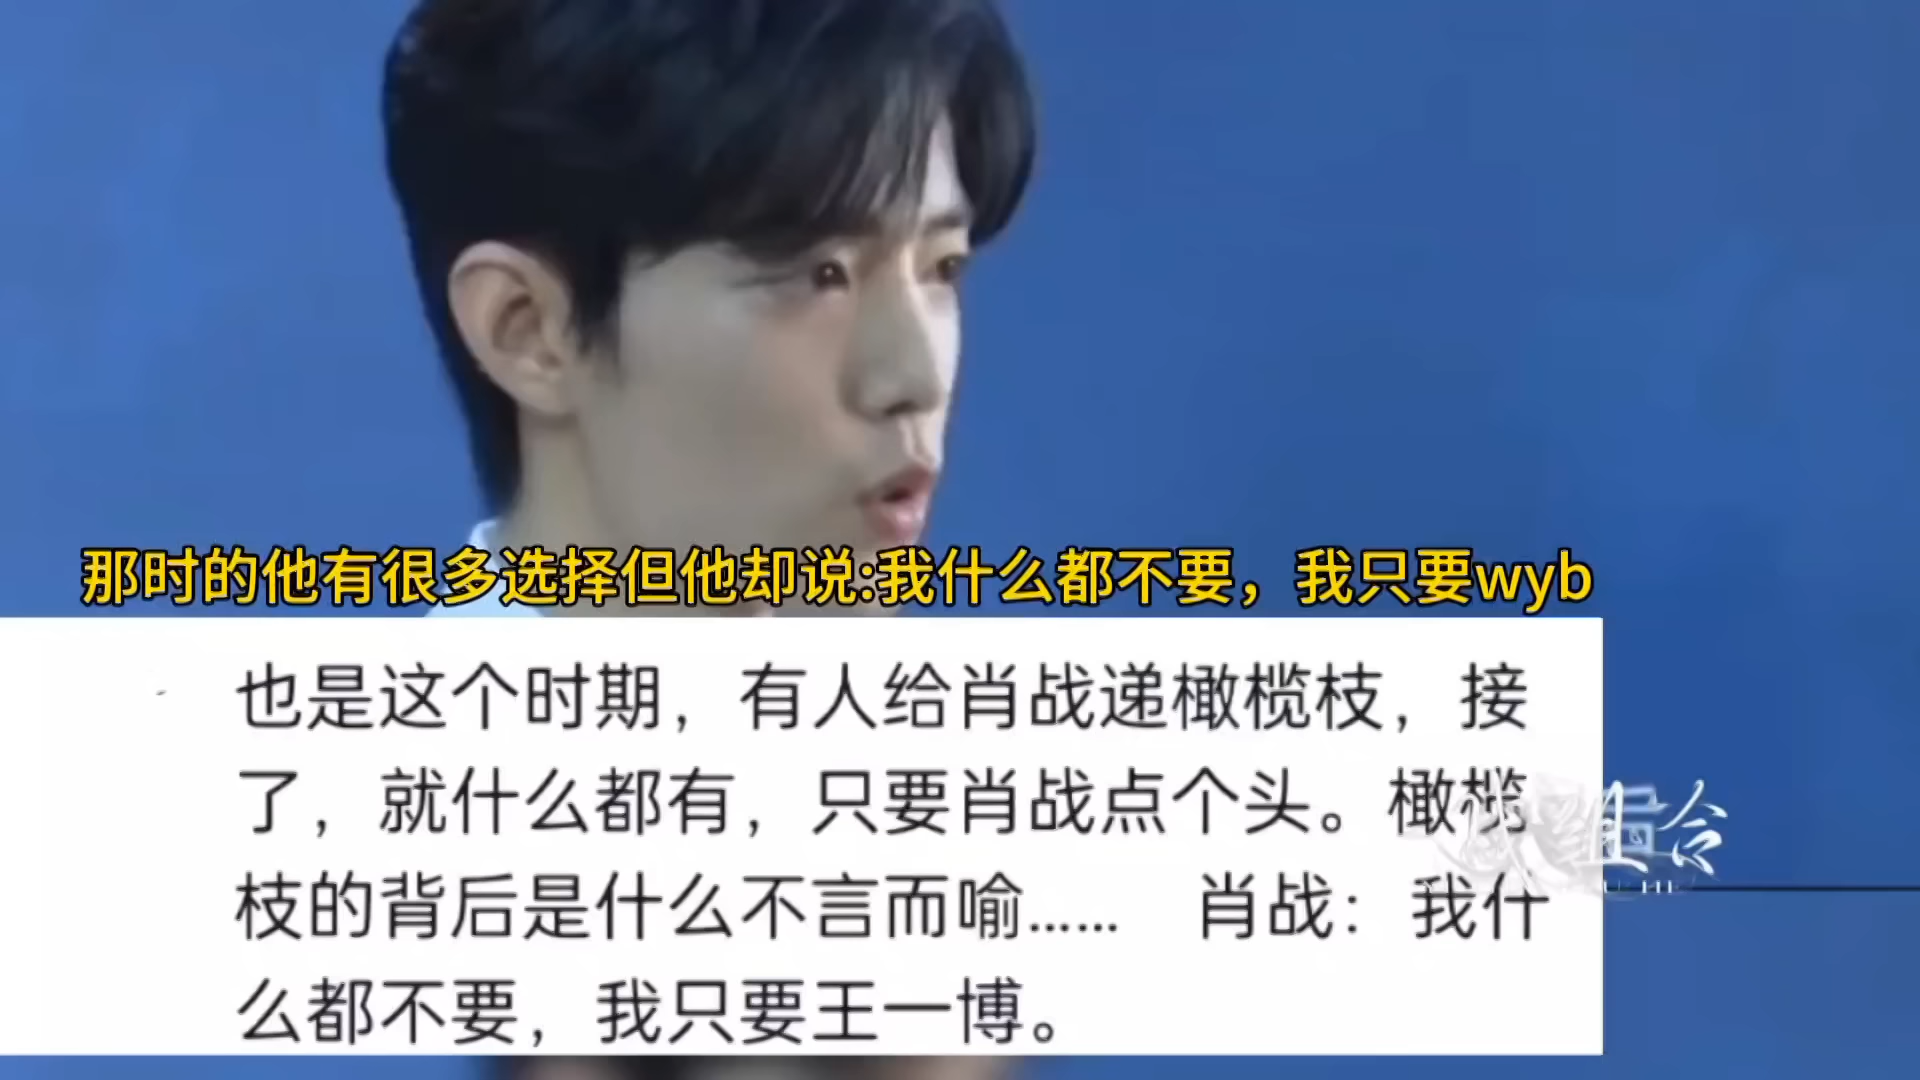 那时的他有很多选择但他却说:我什么都不要，我只要wyb
也是这个时期，有人给肖战递橄榄枝，接
了，就什么都有，只要肖战点个头。橄榄
枝的背后是什么不言而喻…… 肖战：我什
么都不要，我只要王一博。
组合